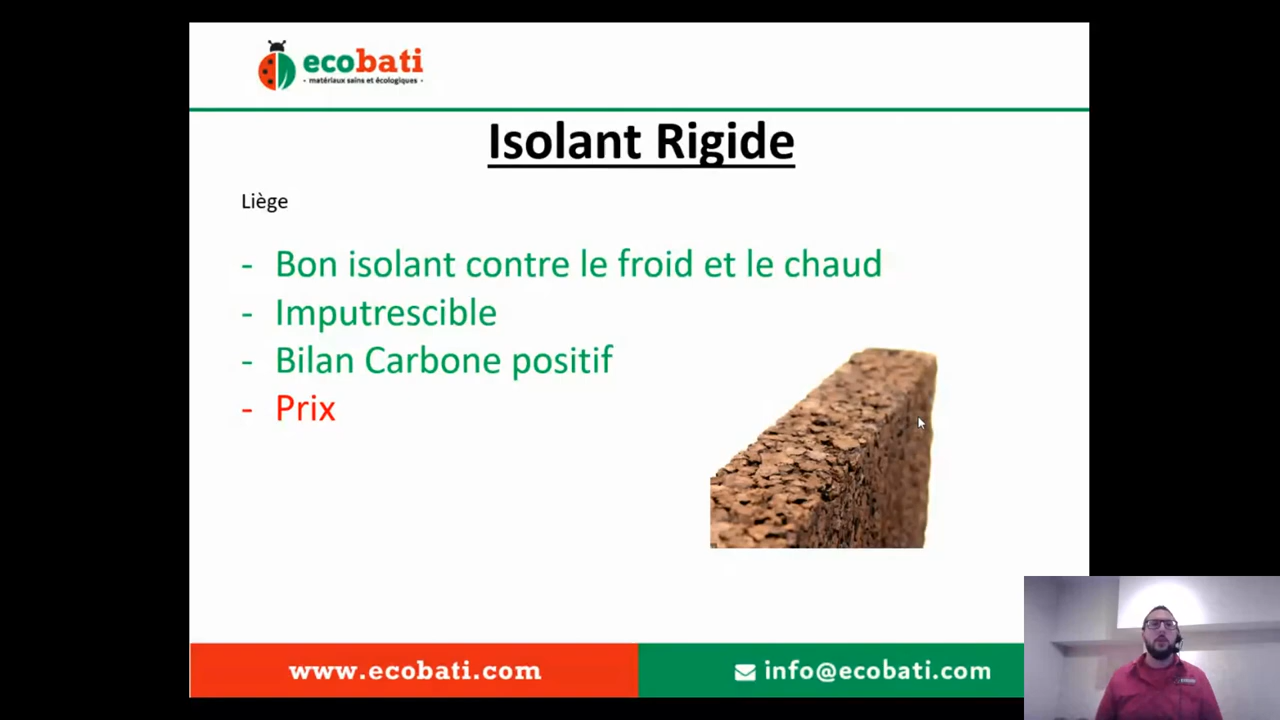 ecobati
• matériaux sains et écologiques •
Isolant Rigide
Liège
- Bon isolant contre le froid et le chaud
- Imputrescible
- Bilan Carbone positif
- Prix
www.ecobati.com
info@ecobati.com